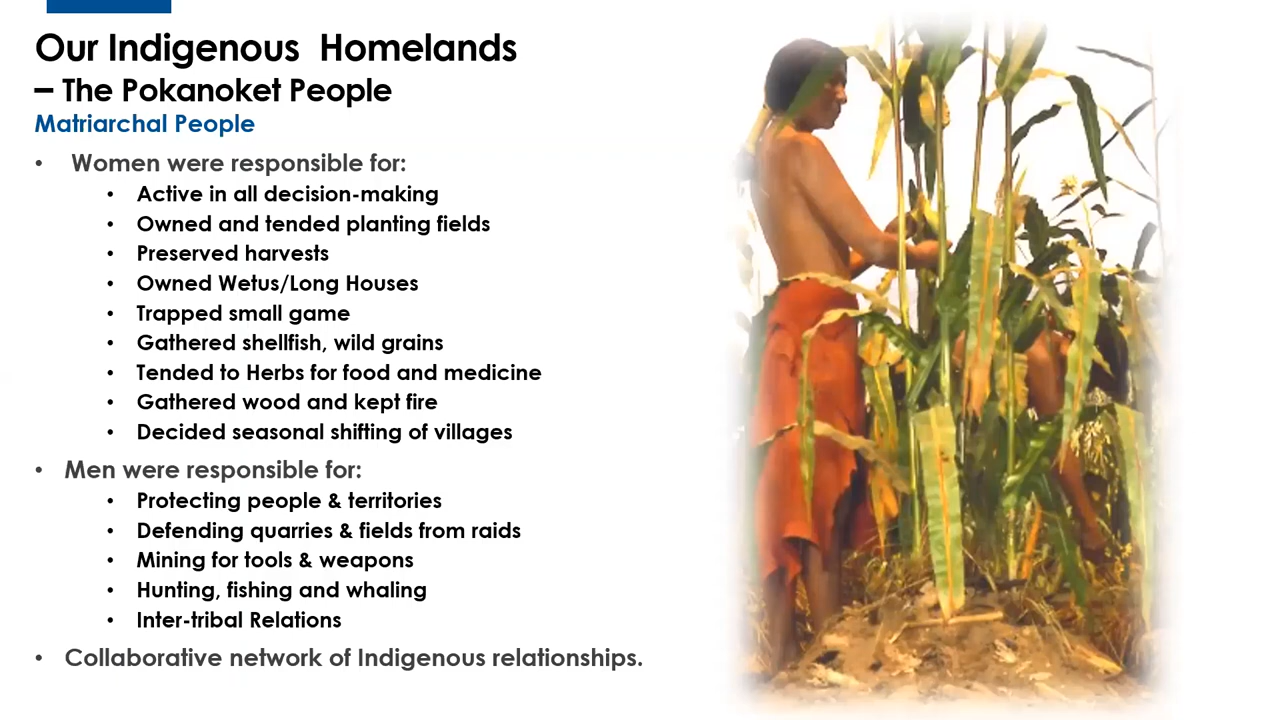 Our Indigenous Homelands
– The Pokanoket People
Matriarchal People
• Women were responsible for:
• Active in all decision-making
• Owned and tended planting fields
• Preserved harvests
• Owned Wetus/Long Houses
• Trapped small game
• Gathered shellfish, wild grains
• Tended to Herbs for food and medicine
• Gathered wood and kept fire
• Decided seasonal shifting of villages
• Men were responsible for:
• Protecting people & territories
• Defending quarries & fields from raids
• Mining for tools & weapons
• Hunting, fishing and whaling
• Inter-tribal Relations
• Collaborative network of Indigenous relationships.